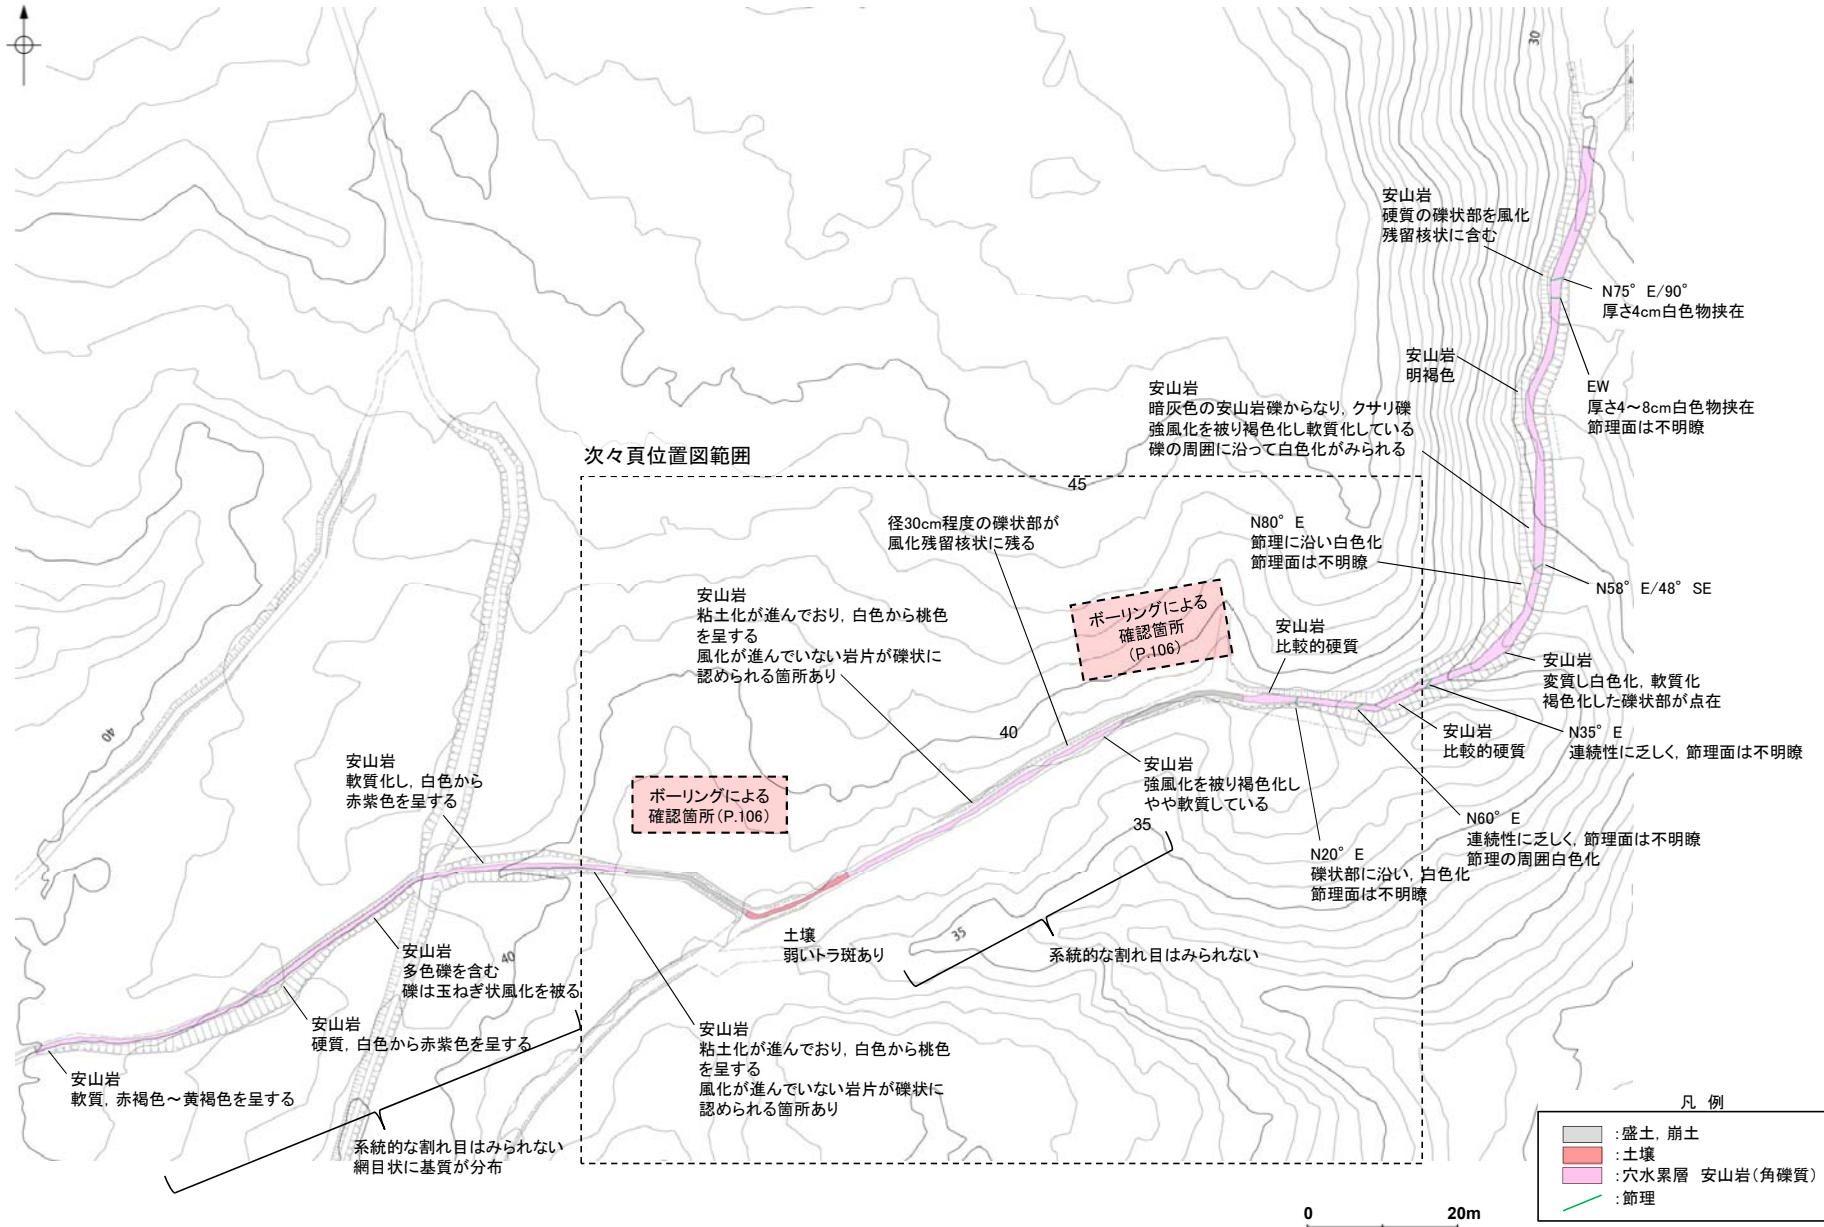 30
安山岩
硬質の礫状部を風化
残留核状に含む
N75° E/90°
厚さ4cm白色物挟在
安山岩
明褐色
EW
厚さ4～8cm白色物挟在
節理面は不明瞭
安山岩
暗灰色の安山岩礫からなり, クサリ礫
強風化を被り褐色化し軟質化している
礫の周囲に沿って白色化がみられる
次々頁位置図範囲
45
径30cm程度の礫状部が
風化残留核状に残る
N80° E
節理に沿い白色化
節理面は不明瞭
N58° E/48° SE
安山岩
粘土化が進んでおり, 白色から桃色
を呈する
風化が進んでいない岩片が礫状に
認められる箇所あり
ボーリングによる
確認箇所
(P.106)
安山岩
比較的硬質
安山岩
変質し白色化, 軟質化
褐色化した礫状部が点在
40
40
安山岩
比較的硬質
N35° E
連続性に乏しく, 節理面は不明瞭
安山岩
軟質化し, 白色から
赤紫色を呈する
安山岩
強風化を被り褐色化し
やや軟質している
ボーリングによる
確認箇所(P.106)
35
N60° E
連続性に乏しく, 節理面は不明瞭
節理の周囲白色化
N20° E
礫状部に沿い, 白色化
節理面は不明瞭
土壌
弱いトラ斑あり
35
系統的な割れ目はみられない
安山岩
多色礫を含む
礫は玉ねぎ状風化を被る
40
安山岩
硬質, 白色から赤紫色を呈する
安山岩
粘土化が進んでおり, 白色から桃色
を呈する
風化が進んでいない岩片が礫状に
認められる箇所あり
安山岩
軟質, 赤褐色～黄褐色を呈する
系統的な割れ目はみられない
網目状に基質が分布
凡 例
:盛土, 崩土
:土壌
:穴水累層 安山岩(角礫質)
:節理
0 20m